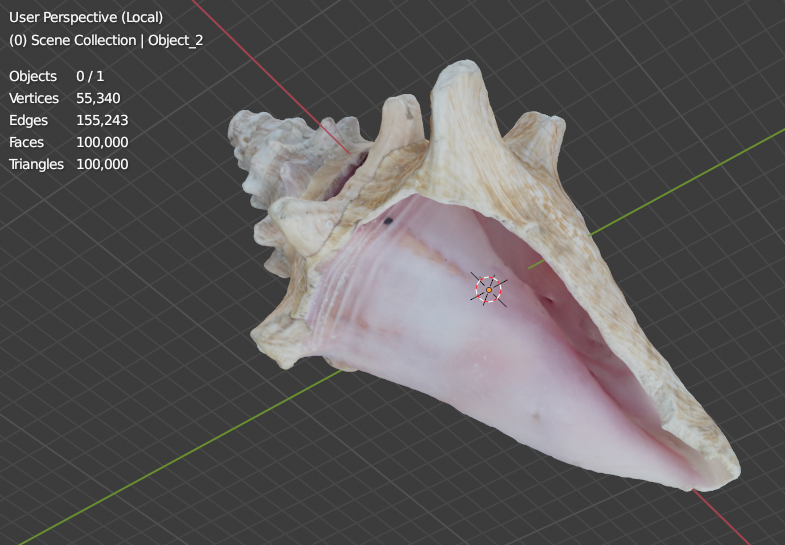 User Perspective (Local)
(0) Scene Collection | Object_2
Objects 0 / 1
Vertices 55,340
Edges 155,243
Faces 100,000
Triangles 100,000